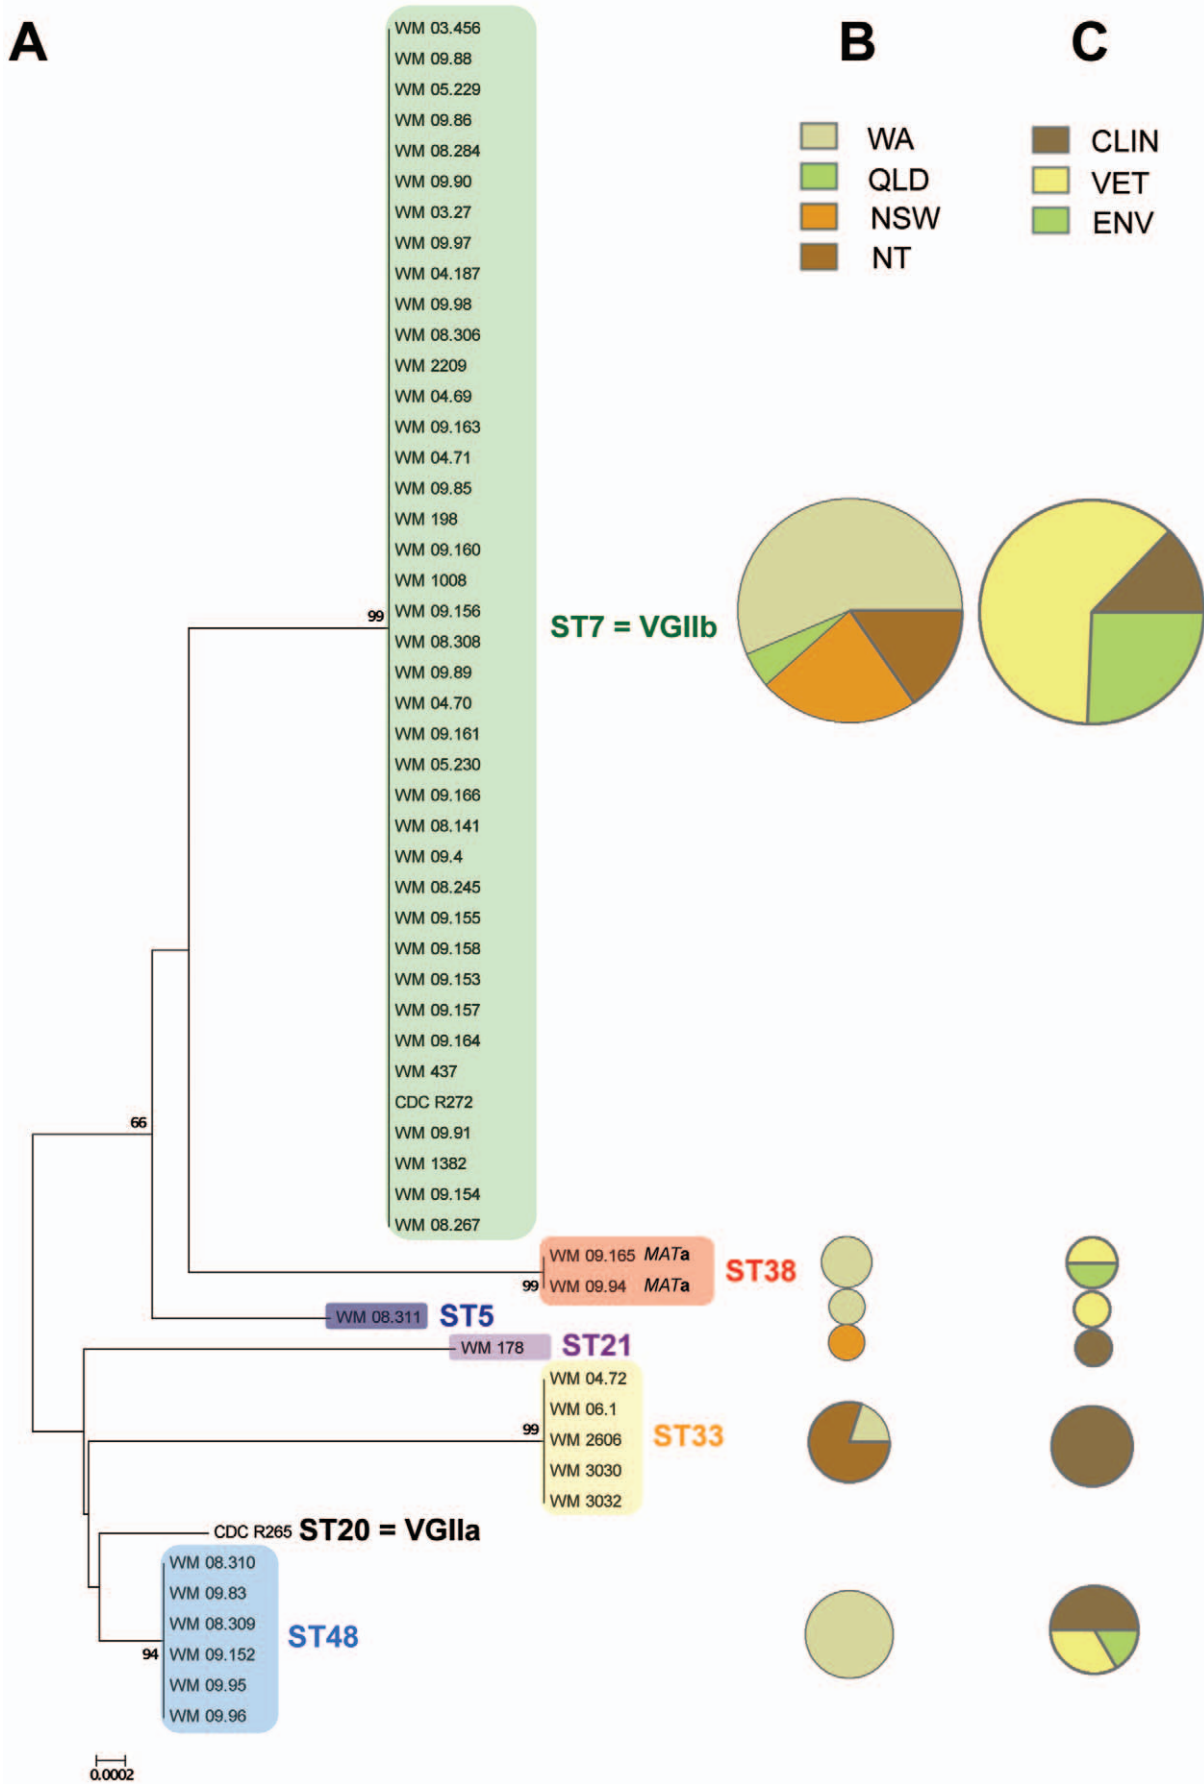 A
B
C
WM 03.456
WM 09.88
WM 05.229
WM 09.86
WM 08.284
WM 09.90
WM 03.27
WM 09.97
WM 04.187
WM 09.98
WM 08.306
WM 2209
WM 04.69
WM 09.163
WM 04.71
WM 09.85
WM 198
WM 09.160
WM 1008
WM 09.156
WM 08.308
WM 09.89
WM 04.70
WM 09.161
WM 05.230
WM 09.166
WM 08.141
WM 09.4
WM 08.245
WM 09.155
WM 09.158
WM 09.153
WM 09.157
WM 09.164
WM 437
CDC R272
WM 09.91
WM 1382
WM 09.154
WM 08.267
99
ST7 = VGIIb
66
WM 09.165 MATa
WM 09.94 MATa
99
ST38
WM 08.311
ST5
WM 178
ST21
WM 04.72
WM 06.1
WM 2606
WM 3030
WM 3032
99
ST33
CDC R265 ST20 = VGIIa
WM 08.310
WM 09.83
WM 08.309
WM 09.152
WM 09.95
WM 09.96
94
ST48
0.0002
WA
QLD
NSW
NT
CLIN
VET
ENV